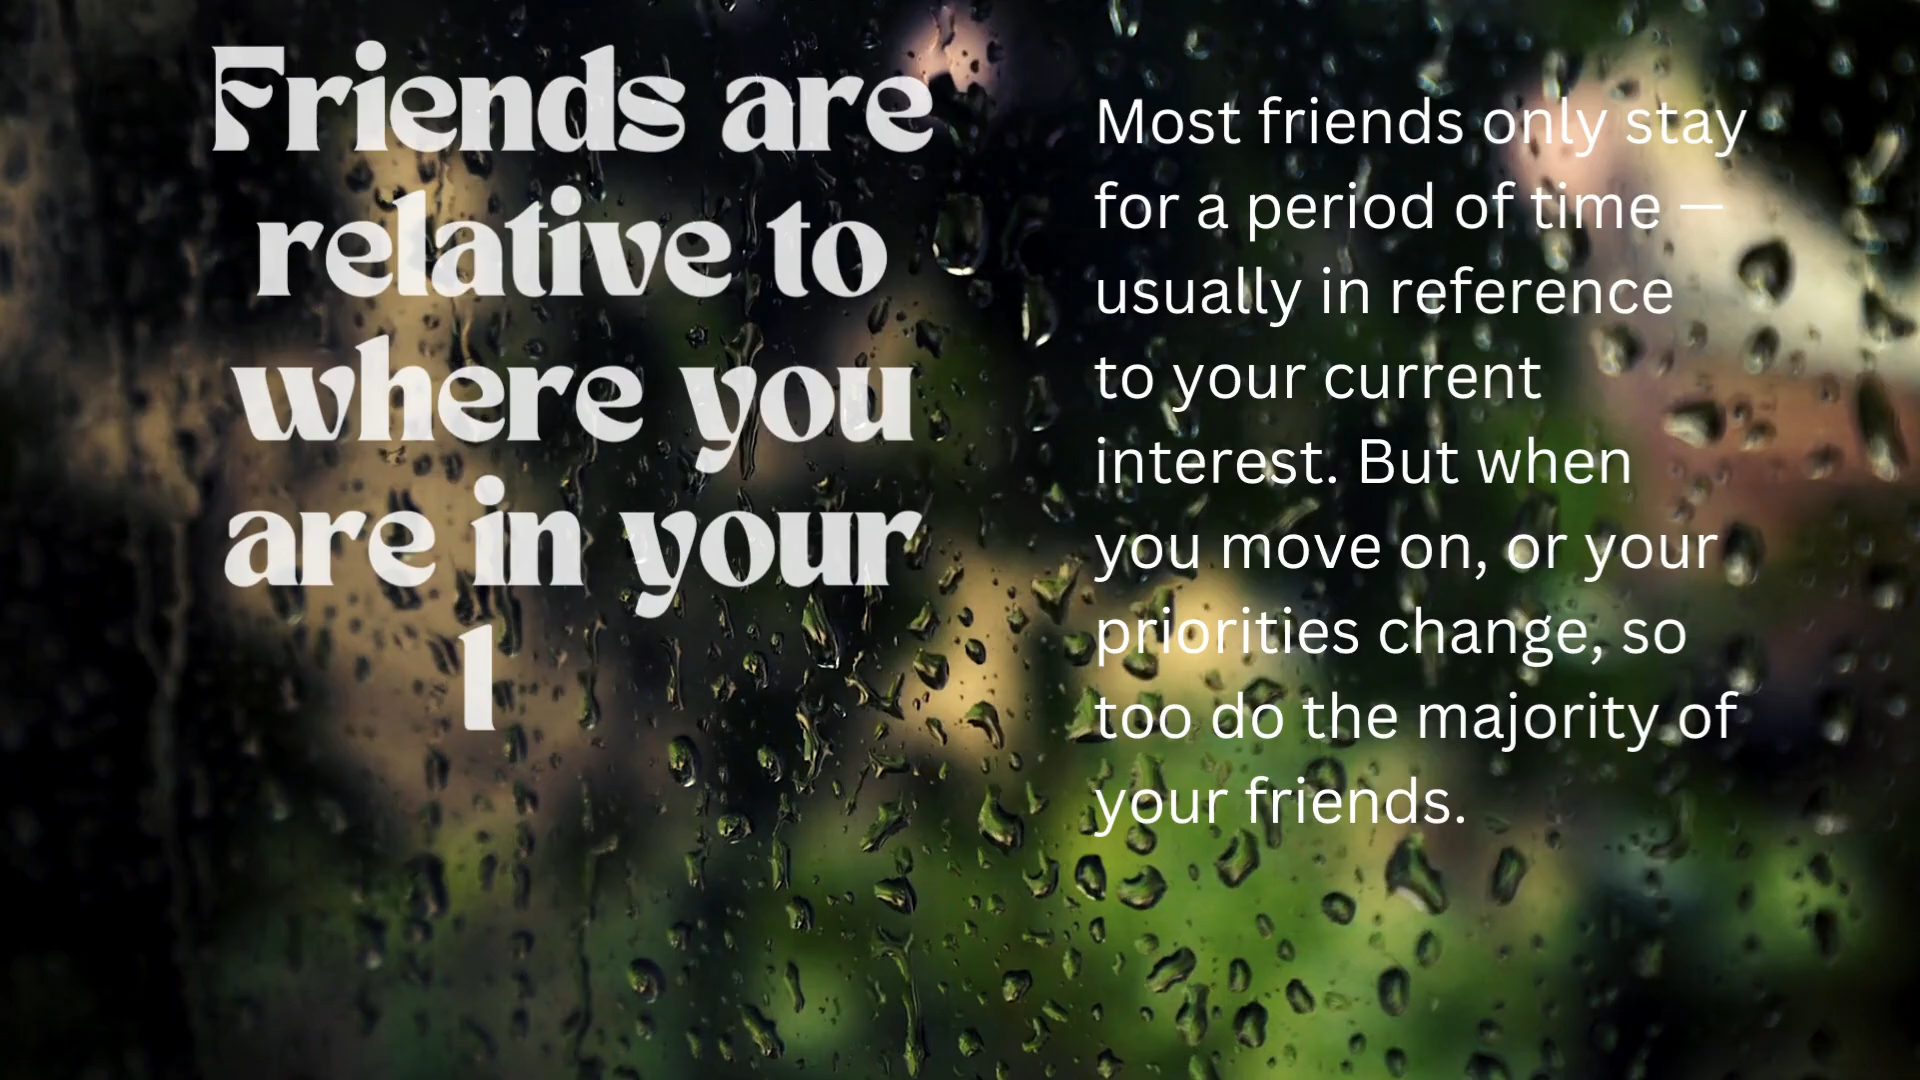 Friends are
relative to
where you
are in your
l
Most friends only stay
for a period of time —
usually in reference
to your current
interest. But when
you move on, or your
priorities change, so
too do the majority of
your friends.